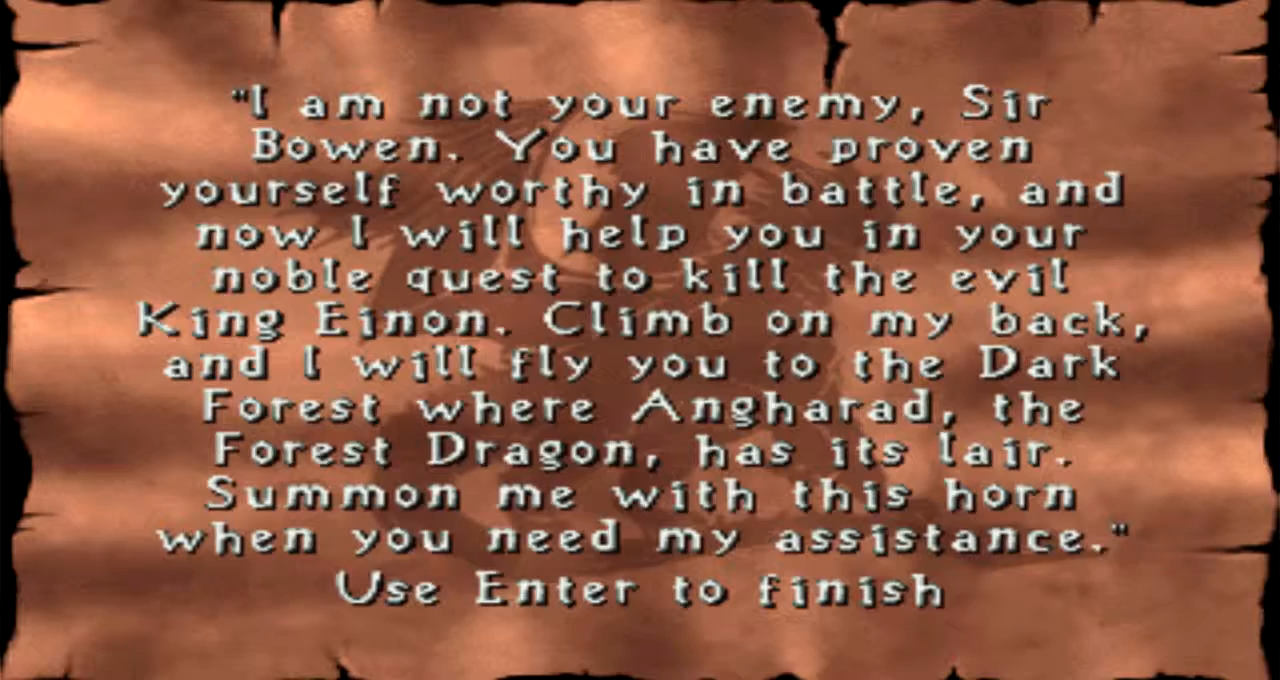 "I am not your enemy, Sir
Bowen. You have proven
yourself worthy in battle, and
now I will help you in your
noble quest to kill the evil
King Einon. Climb on my back,
and I will fly you to the Dark
Forest where Angharad, the
Forest Dragon, has its lair.
Summon me with this horn
when you need my assistance."
Use Enter to finish